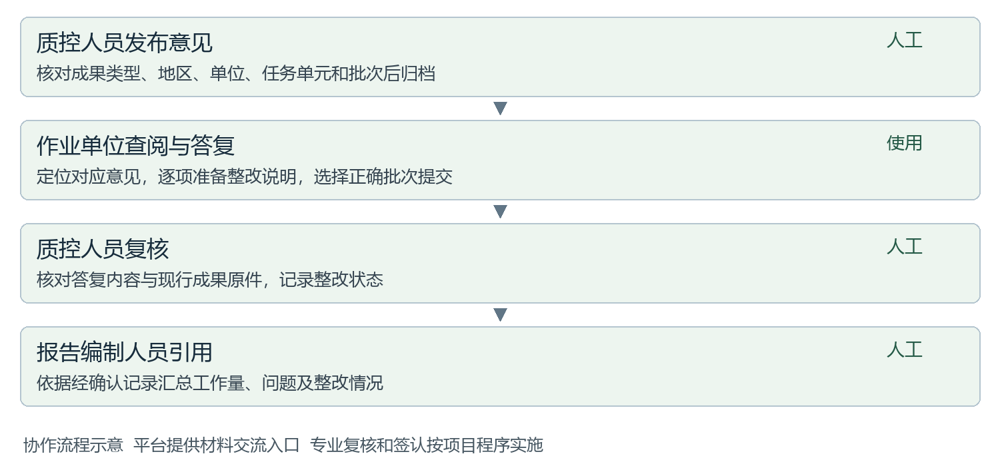 质控人员发布意见 人工
核对成果类型、地区、单位、任务单元和批次后归档
作业单位查阅与答复 使用
定位对应意见，逐项准备整改说明，选择正确批次提交
质控人员复核 人工
核对答复内容与现行成果原件，记录整改状态
报告编制人员引用 人工
依据经确认记录汇总工作量、问题及整改情况
协作流程示意 平台提供材料交流入口 专业复核和签认按项目程序实施